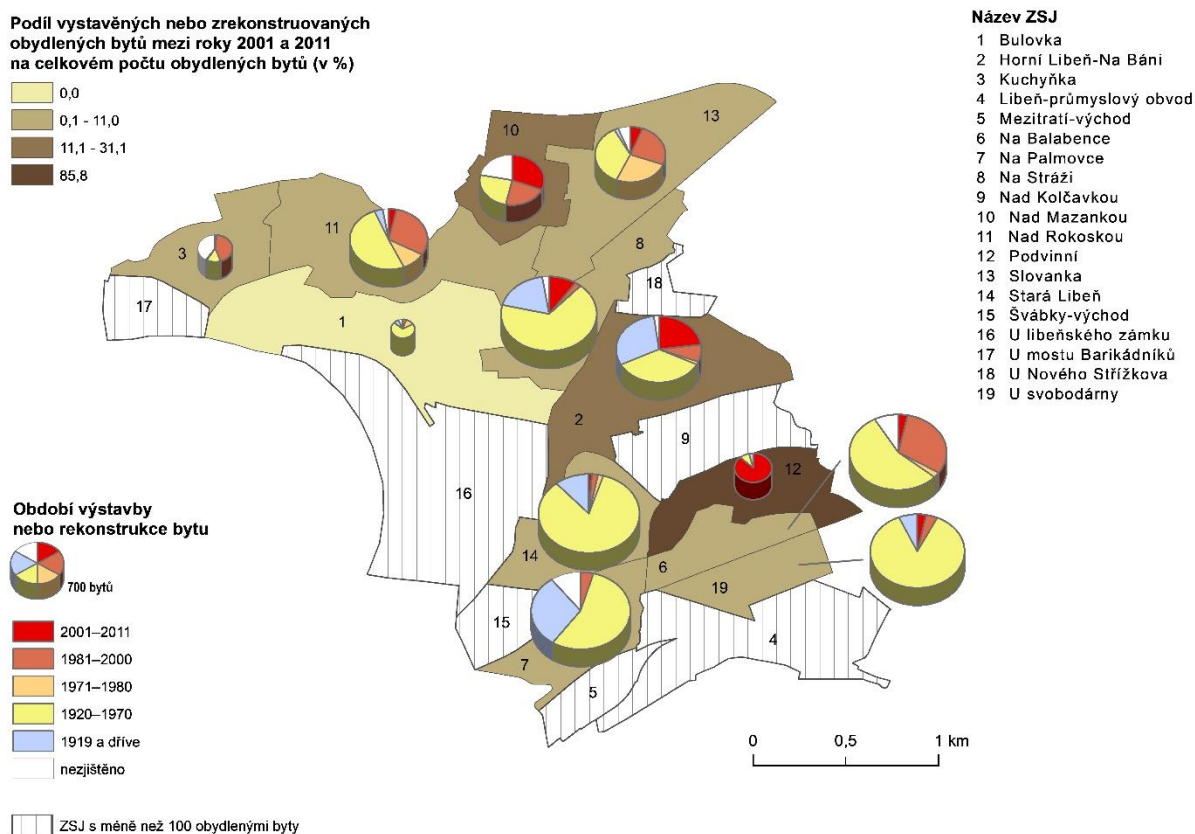 Podíl vystavěných nebo zrekonstruovaných
obydlených bytů mezi roky 2001 a 2011
na celkovém počtu obydlených bytů (v %)
0,0
0,1 - 11,0
11,1 - 31,1
85,8
Název ZSJ
1 Bulovka
2 Horní Libeň-Na Báni
3 Kuchyňka
4 Libeň-průmyslový obvod
5 Mezitratí-východ
6 Na Balabence
7 Na Palmovce
8 Na Stráži
9 Nad Kolčavkou
10 Nad Mazankou
11 Nad Rokoskou
12 Podvinní
13 Slovanka
14 Stará Libeň
15 Švábky-východ
16 U libeňského zámku
17 U mostu Barikádníků
18 U Nového Střížkova
19 U svobodárny
10
13
11
3
8
17
18
1
2
9
12
16
14
6
19
15
4
7
5
Období výstavby
nebo rekonstrukce bytu
700 bytů
2001–2011
1981–2000
1971–1980
1920–1970
1919 a dříve
nezjištěno
ZSJ s méně než 100 obydlenými byty
0 0,5 1 km